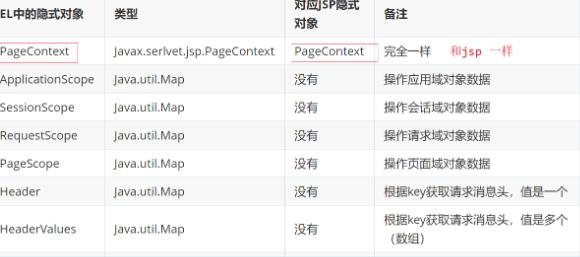 EL中的隐式对象 类型 对应JSP隐式对象 备注
PageContext Javax.serlvet.jsp.PageContext PageContext 完全一样 和jsp 一样
ApplicationScope Java.util.Map 没有 操作应用域对象数据
SessionScope Java.util.Map 没有 操作会话域对象数据
RequestScope Java.util.Map 没有 操作请求域对象数据
PageScope Java.util.Map 没有 操作页面域对象数据
Header Java.util.Map 没有 根据key获取请求消息头，值是一个
HeaderValues Java.util.Map 没有 根据key获取请求消息头，值是多个
（数组）